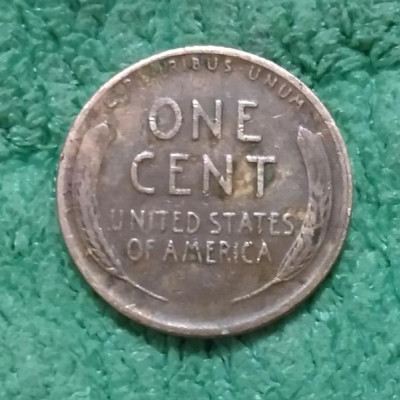 E PLURIBUS UNUM
ONE
CENT
UNITED STATES
OF AMERICA